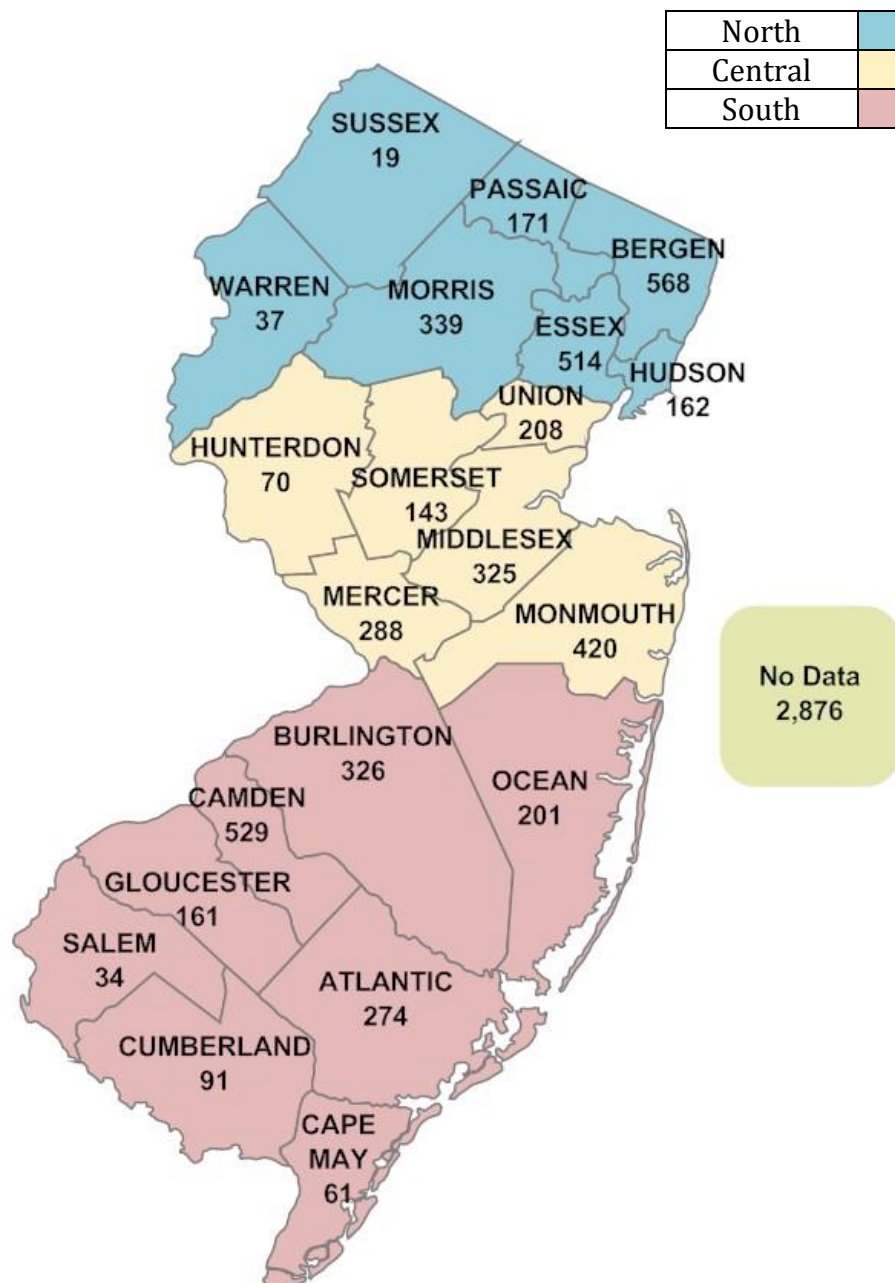 North
Central
South
SUSSEX
19
PASSAIC
171
BERGEN
568
WARREN
37
MORRIS
339
ESSEX
514
HUDSON
162
UNION
208
HUNTERDON
70
SOMERSET
143
MIDDLESEX
325
MERCER
288
MONMOUTH
420
No Data
2,876
BURLINGTON
326
OCEAN
201
CAMDEN
529
GLOUCESTER
161
SALEM
34
ATLANTIC
274
CUMBERLAND
91
CAPE
MAY
61